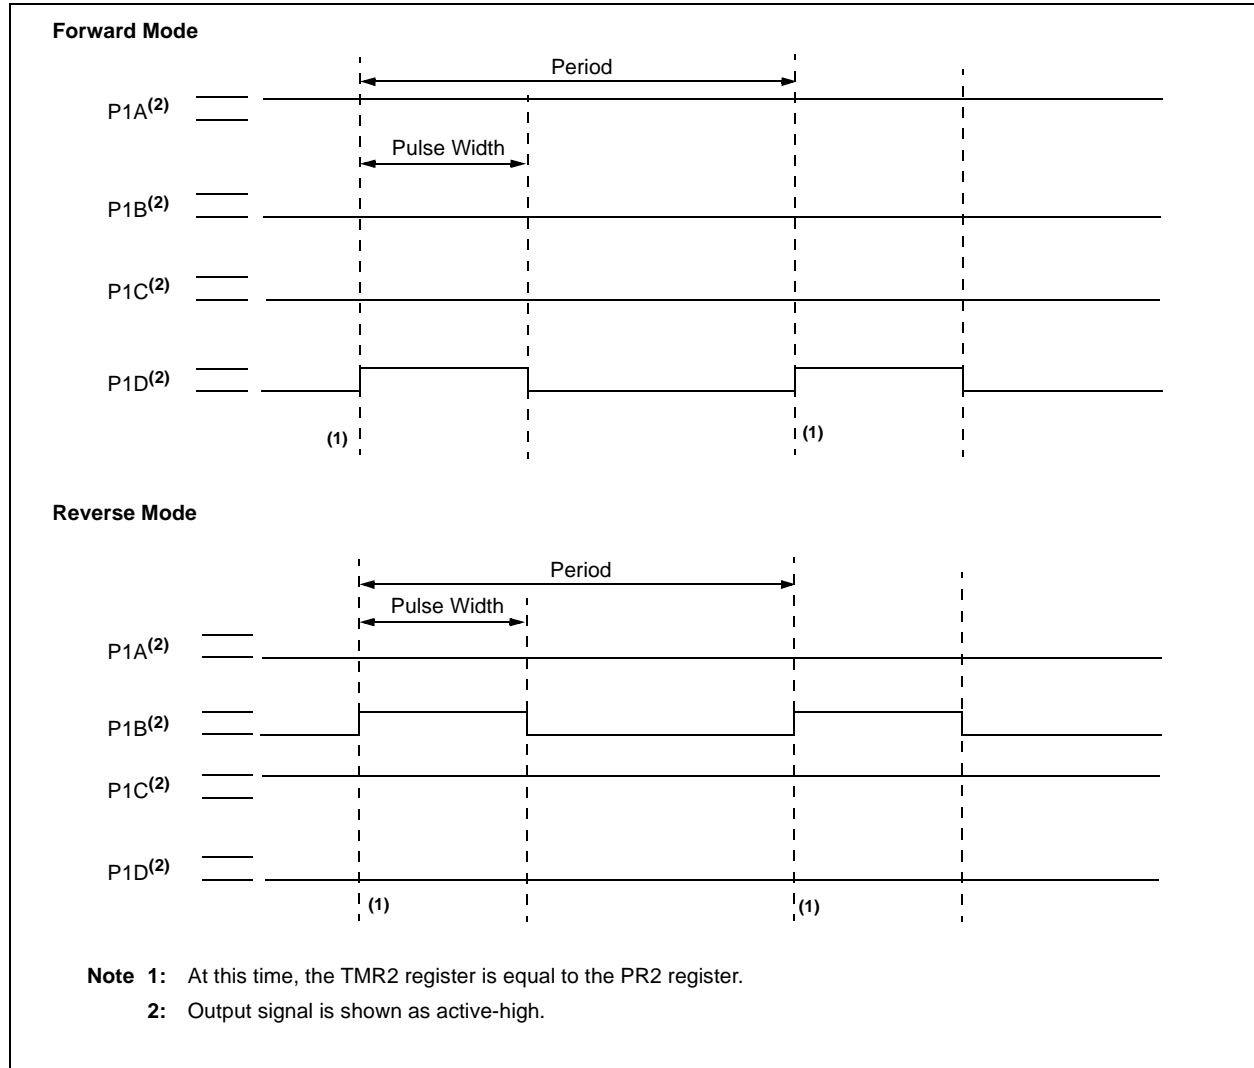 Forward Mode
Period
P1A(2)
Pulse Width
P1B(2)
P1C(2)
P1D(2)
(1)
(1)
Reverse Mode
Period
Pulse Width
P1A(2)
P1B(2)
P1C(2)
P1D(2)
(1)
(1)
Note 1: At this time, the TMR2 register is equal to the PR2 register.
2: Output signal is shown as active-high.